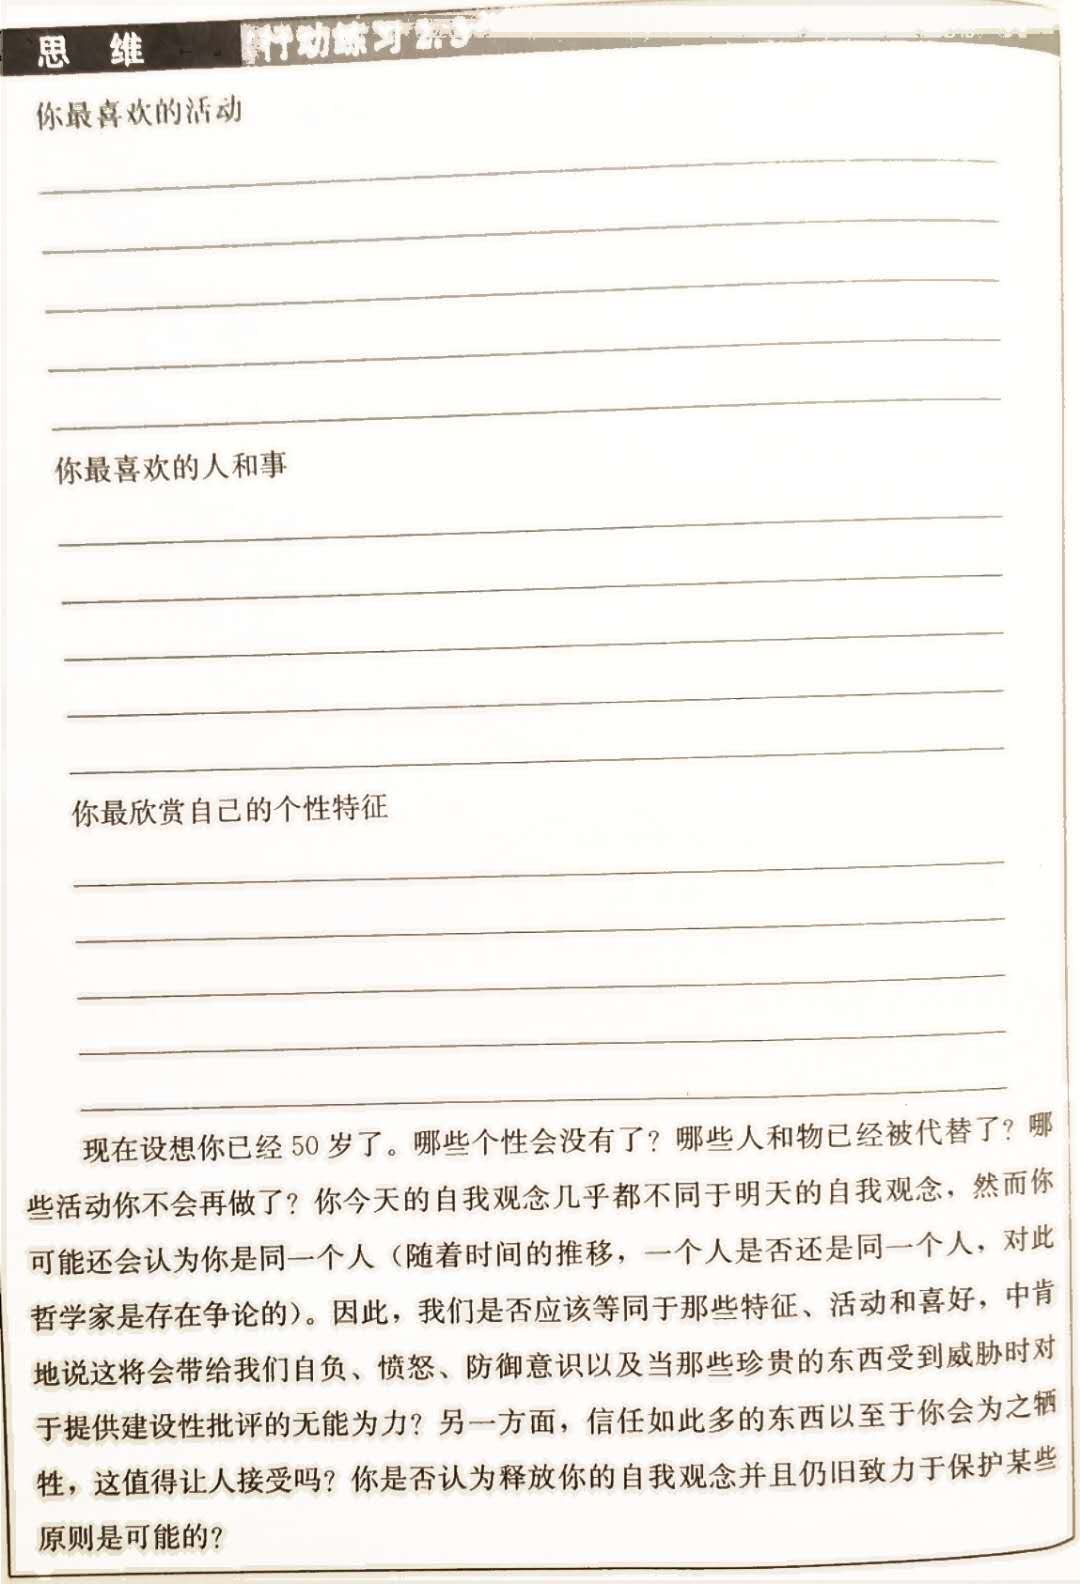 思 维 行动练习 2.3
你最喜欢的活动
你最喜欢的人和事
你最欣赏自己的个性特征
现在设想你已经 50 岁了。哪些个性会没有了？哪些人和物已经被代替了？哪
些活动你不会再做了？你今天的自我观念几乎都不同于明天的自我观念，然而你
可能还会认为你是同一个人（随着时间的推移，一个人是否还是同一个人，对此
哲学家是存在争论的）。因此，我们是否应该等同于那些特征、活动和喜好，中肯
地说这将会带给我们自负、愤怒、防御意识以及当那些珍贵的东西受到威胁时对
于提供建设性批评的无能为力？另一方面，信任如此多的东西以至于你会为之牺
牲，这值得让人接受吗？你是否认为释放你的自我观念并且仍旧致力于保护某些
原则是可能的？